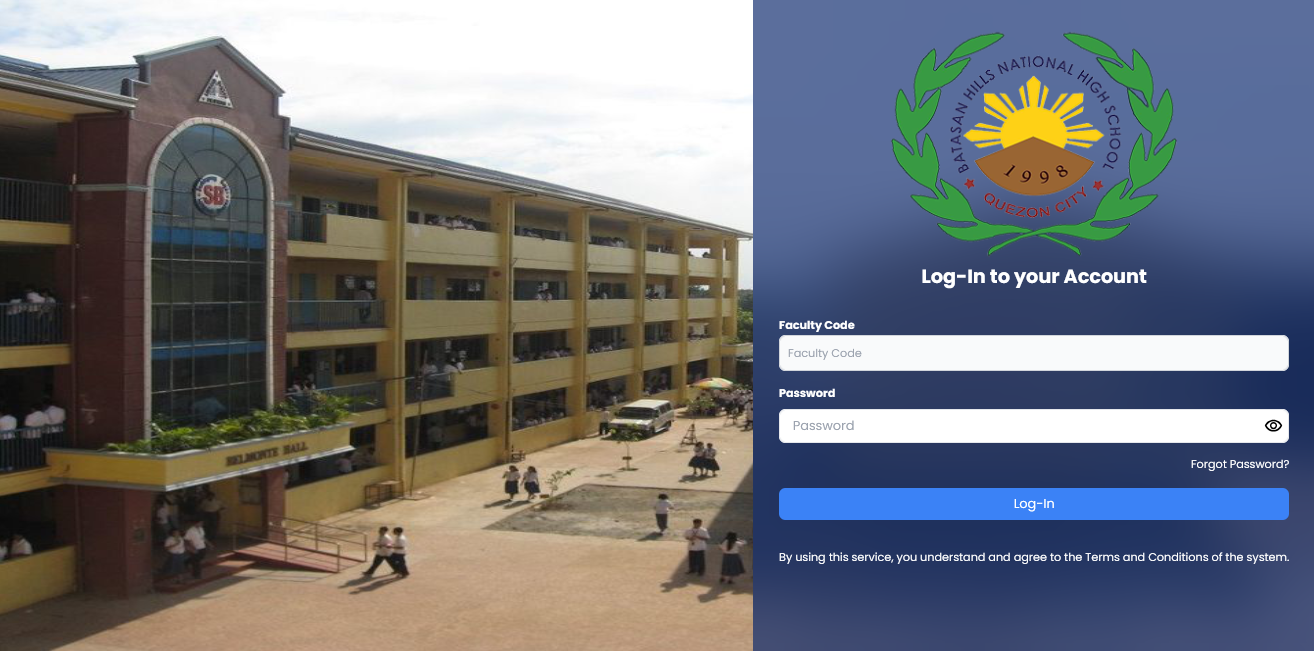 SB
BELMONTE HALL
BATASAN HILLS NATIONAL HIGH SCHOOL
1998
QUEZON CITY
Log-In to your Account
Faculty Code
Faculty Code
Password
Password
Forgot Password?
Log-In
By using this service, you understand and agree to the Terms and Conditions of the system.